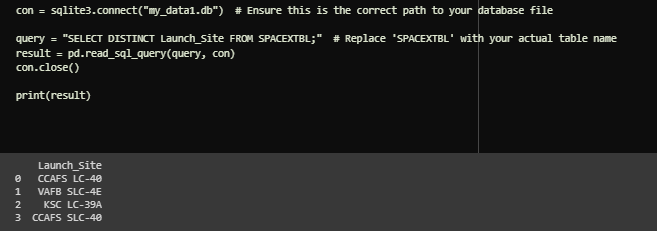 con = sqlite3.connect("my_data1.db")  # Ensure this is the correct path to your database file
query = "SELECT DISTINCT Launch_Site FROM SPACEXTBL;"  # Replace 'SPACEXTBL' with your actual table name
result = pd.read_sql_query(query, con)
con.close()
print(result)
Launch_Site
0   CCAFS LC-40
1   VAFB SLC-4E
2    KSC LC-39A
3  CCAFS SLC-40